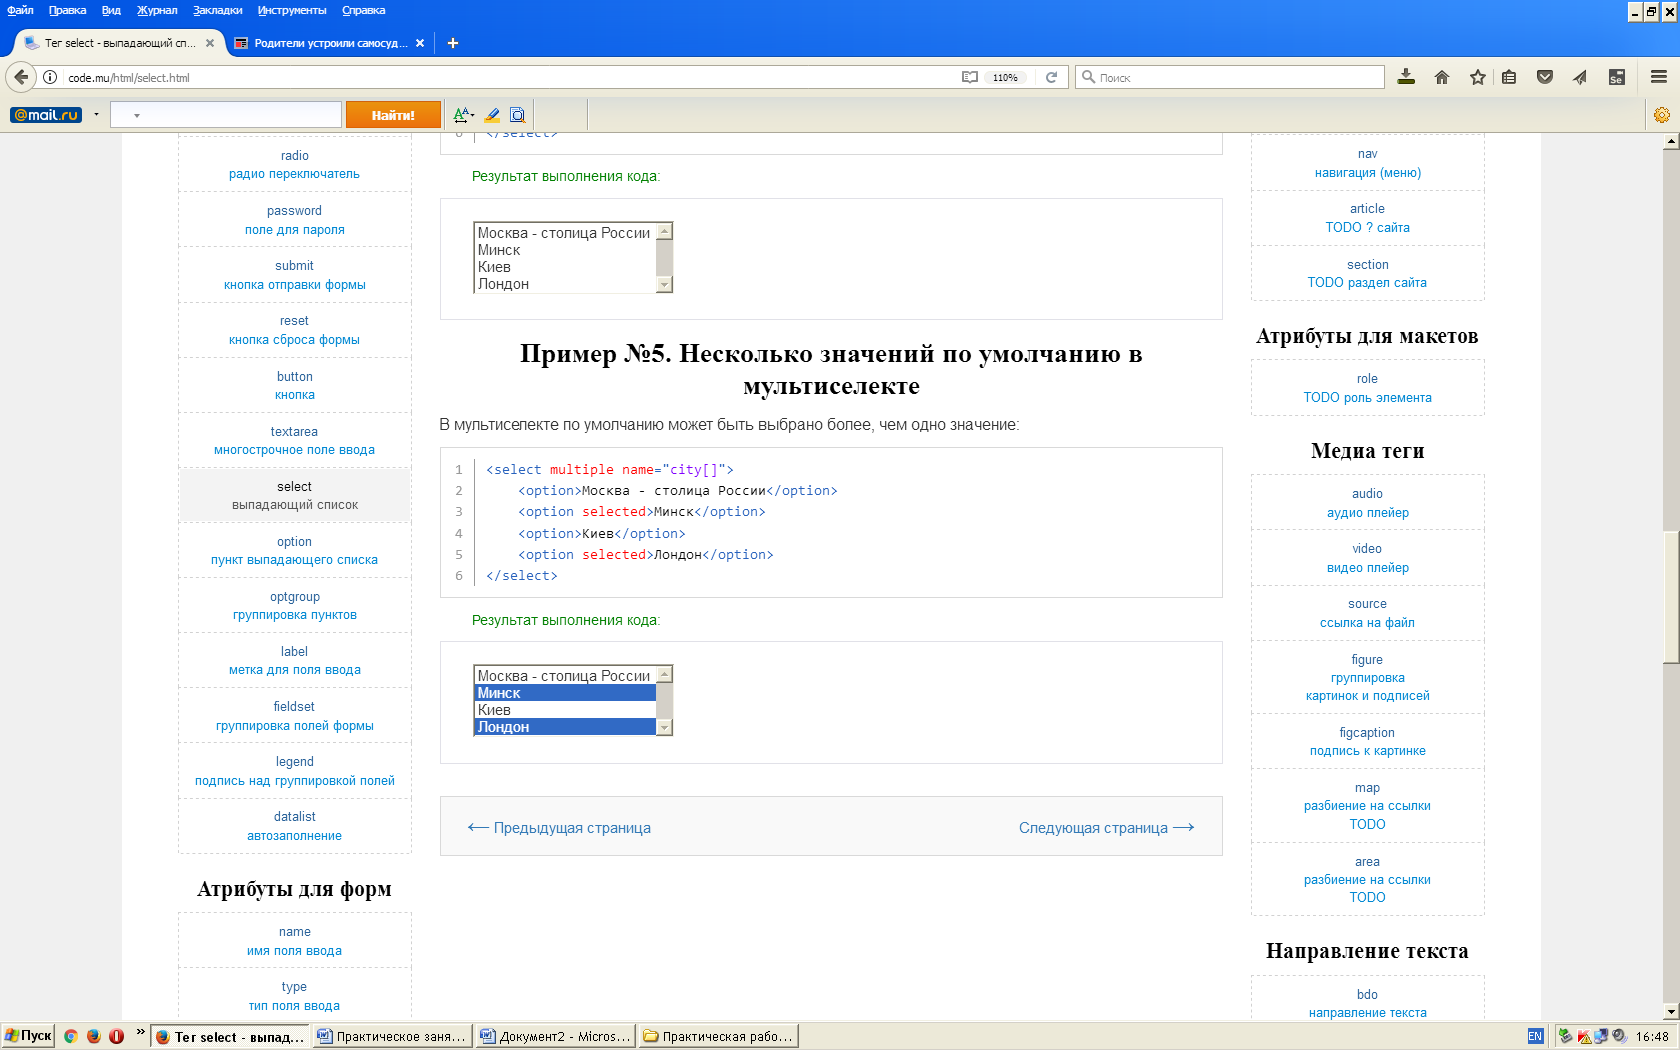 Файл Правка Вид Журнал Закладки Инструменты Справка
Тег select - выпадающий сп...
Родители устроили самосуд...
code.mu/html/select.html
110%
Поиск
@mail.ru
Найти!
radio
радио переключатель
password
поле для пароля
submit
кнопка отправки формы
reset
кнопка сброса формы
button
кнопка
textarea
многострочное поле ввода
select
выпадающий список
option
пункт выпадающего списка
optgroup
группировка пунктов
label
метка для поля ввода
fieldset
группировка полей формы
legend
подпись над группировкой полей
datalist
автозаполнение
Атрибуты для форм
name
имя поля ввода
type
тип поля ввода
6 </select>
Результат выполнения кода:
Москва - столица России
Минск
Киев
Лондон
Пример №5. Несколько значений по умолчанию в
мультиселекте
В мультиселекте по умолчанию может быть выбрано более, чем одно значение:
1 <select multiple name="city[]">
2 <option>Москва - столица России</option>
3 <option selected>Минск</option>
4 <option>Киев</option>
5 <option selected>Лондон</option>
6 </select>
Результат выполнения кода:
Москва - столица России
Минск
Киев
Лондон
⟵ Предыдущая страница
Следующая страница ⟶
nav
навигация (меню)
article
TODO ? сайта
section
TODO раздел сайта
Атрибуты для макетов
role
TODO роль элемента
Медиа теги
audio
аудио плейер
video
видео плейер
source
ссылка на файл
figure
группировка
картинок и подписей
figcaption
подпись к картинке
map
разбиение на ссылки
TODO
area
разбиение на ссылки
TODO
Направление текста
bdo
направление текста
Пуск
Тег select - выпад...
Практическое заня...
Документ2 - Micros...
Практическая рабо...
EN
16:48